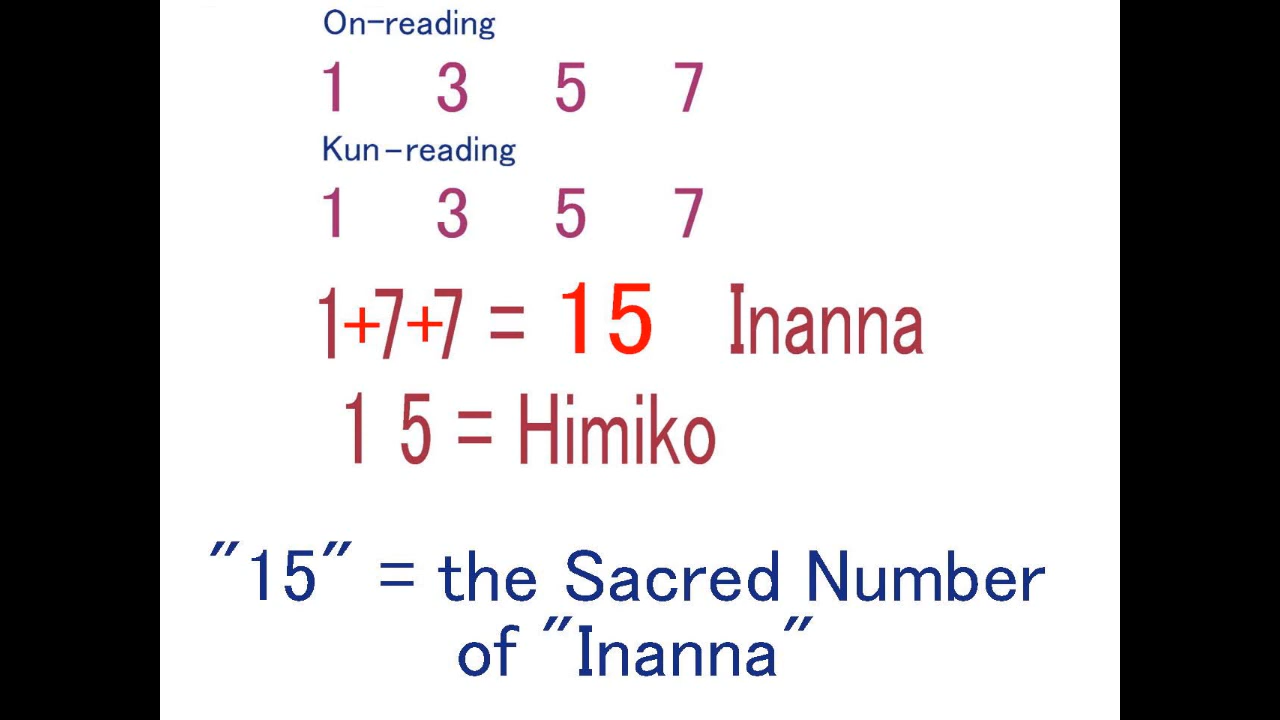 On-reading
1 3 5 7
Kun-reading
1 3 5 7
1+7+7 = 15 Inanna
1 5 = Himiko
"15" = the Sacred Number
of "Inanna"